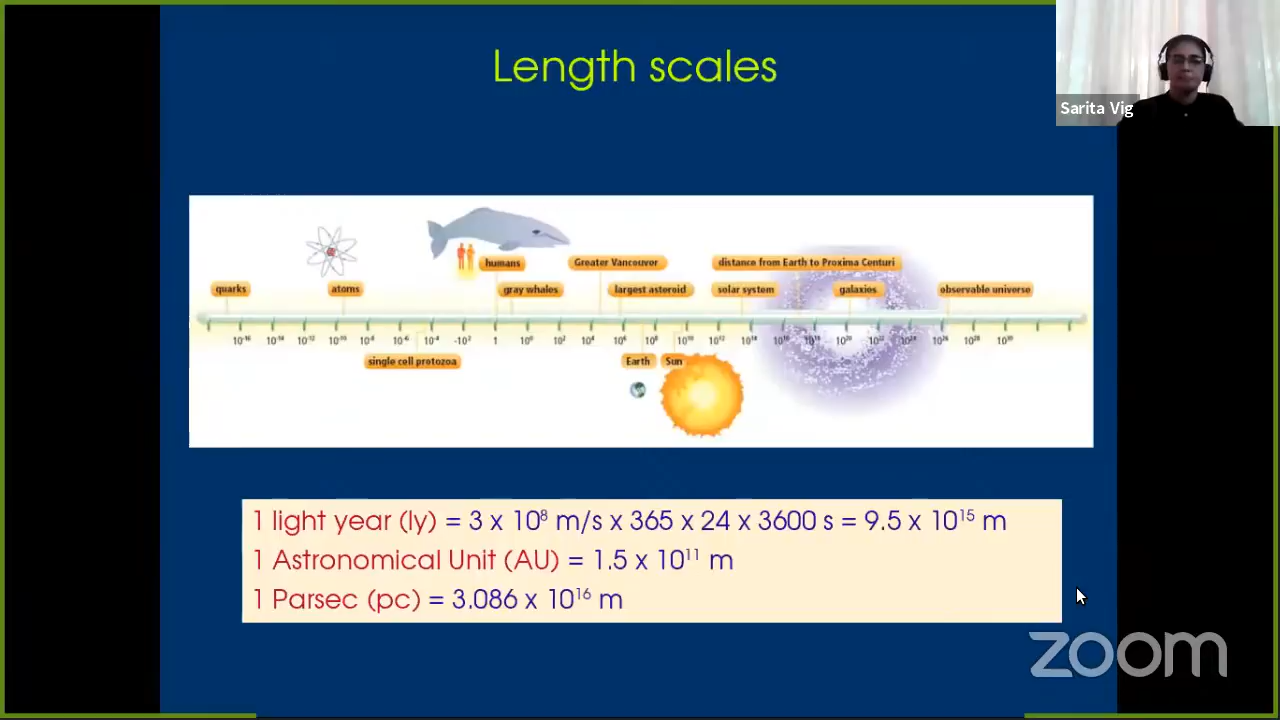 Length scales
Sarita Vig
humans
Greater Vancouver
distance from Earth to Proxima Centuri
quarks
atoms
gray whales
largest asteroid
solar system
galaxies
observable universe
10⁻¹⁶ 10⁻¹⁴ 10⁻¹² 10⁻¹⁰ 10⁻⁸ 10⁻⁶ 10⁻⁴ -10⁻² 1 10⁰ 10² 10⁴ 10⁶ 10⁸ 10¹⁰ 10¹² 10¹⁴ 10¹⁶ 10¹⁸ 10²⁰ 10²² 10²⁴ 10²⁶ 10²⁸ 10³⁰
single cell protozoa
Earth
Sun
1 light year (ly) = 3 x 10⁸ m/s x 365 x 24 x 3600 s = 9.5 x 10¹⁵ m
1 Astronomical Unit (AU) = 1.5 x 10¹¹ m
1 Parsec (pc) = 3.086 x 10¹⁶ m
zoom